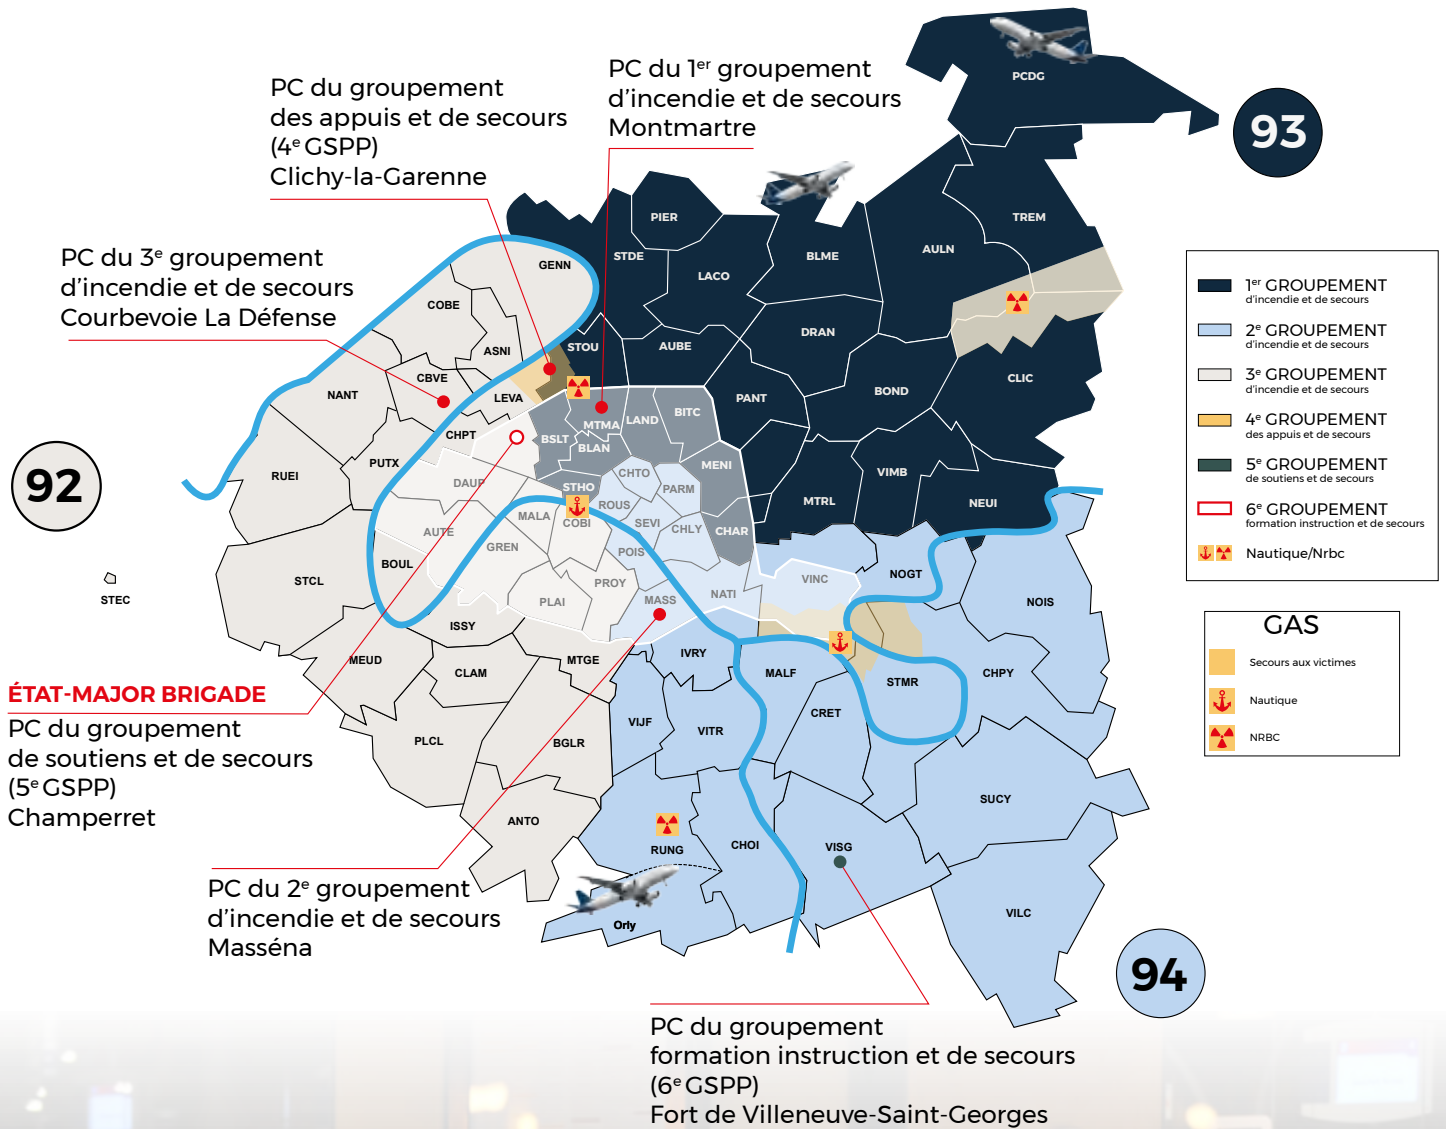 PC du groupement
des appuis et de secours
(4e GSPP)
Clichy-la-Garenne
PC du 1er groupement
d'incendie et de secours
Montmartre
PC du 3e groupement
d'incendie et de secours
Courbevoie La Défense
93
92
94
PCDG
TREM
PIER
STDE
LACO
BLME
AULN
GENN
COBE
ASNI
STOU
AUBE
DRAN
CLIC
CBVE
NANT
LEVA
PANT
BOND
CHPT
MTMA
LAND
BITC
BSLT
BLAN
RUEI
PUTX
DAUP
STHO
CHTO
PARM
MENI
MTRL
VIMB
NEUI
MALA
COBI
ROUS
SEVI
CHLY
CHAR
AUTE
GREN
POIS
BOUL
STCL
STEC
PROY
PLAI
NATI
MASS
VINC
NOGT
NOIS
ISSY
MEUD
CLAM
MTGE
IVRY
MALF
STMR
CHPY
CRET
PLCL
BGLR
VIJF
VITR
ANTO
RUNG
CHOI
VISG
SUCY
VILC
Orly
ÉTAT-MAJOR BRIGADE
PC du groupement
de soutiens et de secours
(5e GSPP)
Champerret
PC du 2e groupement
d'incendie et de secours
Masséna
PC du groupement
formation instruction et de secours
(6e GSPP)
Fort de Villeneuve-Saint-Georges
1er GROUPEMENT
d'incendie et de secours
2e GROUPEMENT
d'incendie et de secours
3e GROUPEMENT
d'incendie et de secours
4e GROUPEMENT
des appuis et de secours
5e GROUPEMENT
de soutiens et de secours
6e GROUPEMENT
formation instruction et de secours
Nautique/Nrbc
GAS
Secours aux victimes
Nautique
NRBC